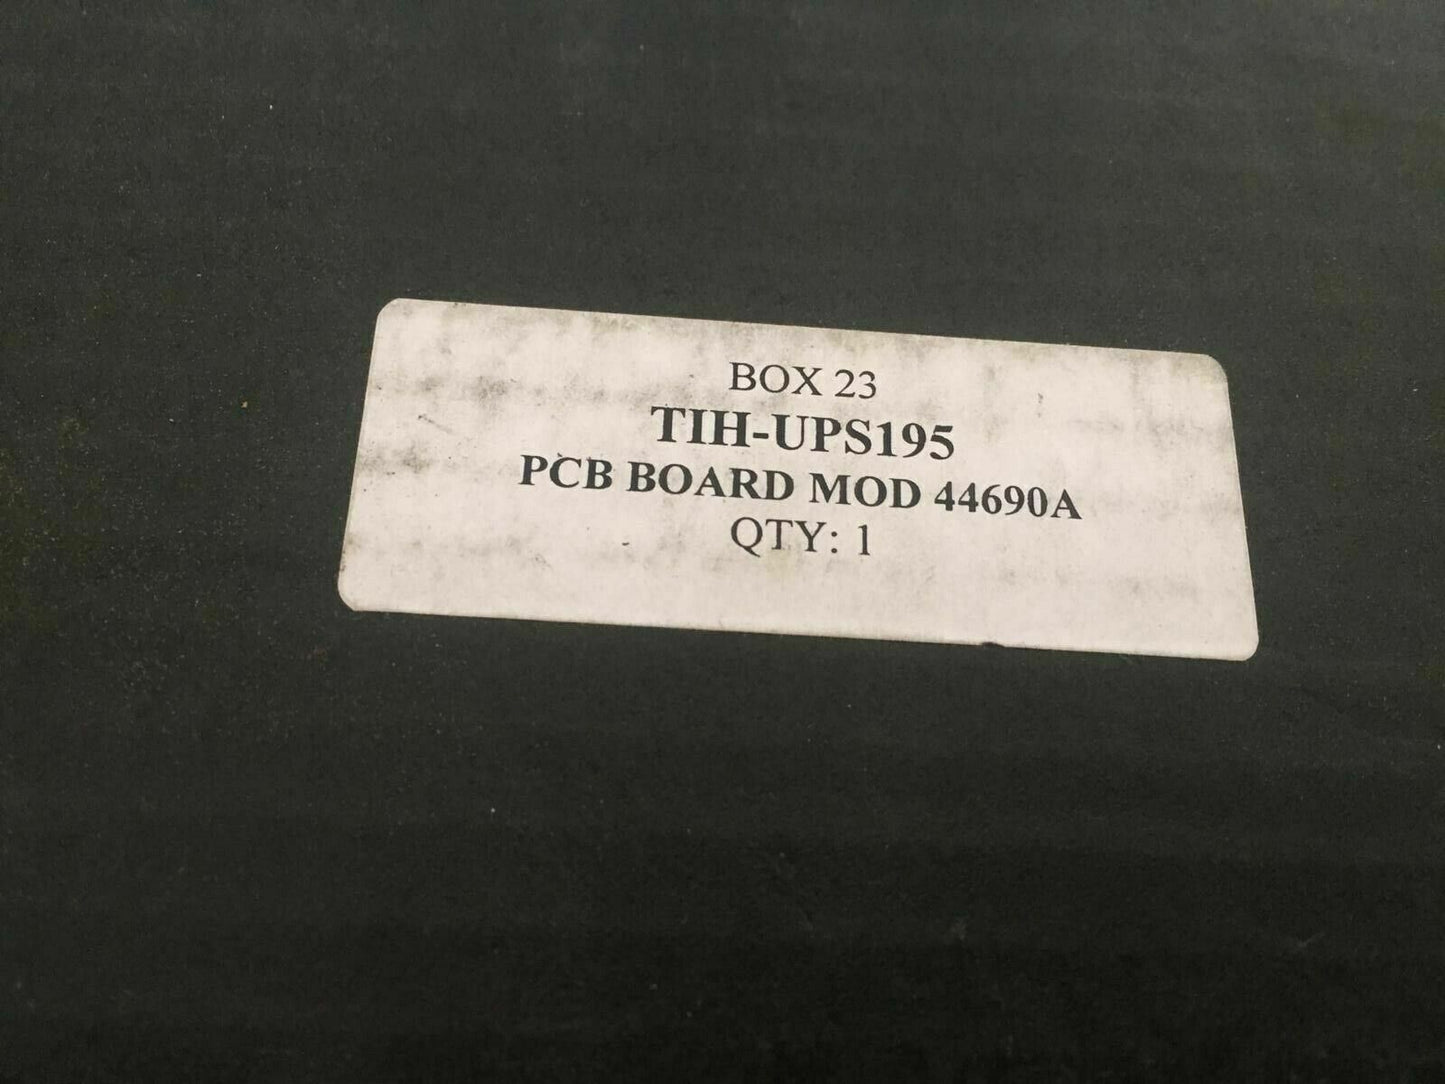 BOX 23
TIH-UPS195
PCB BOARD MOD 44690A
QTY: 1